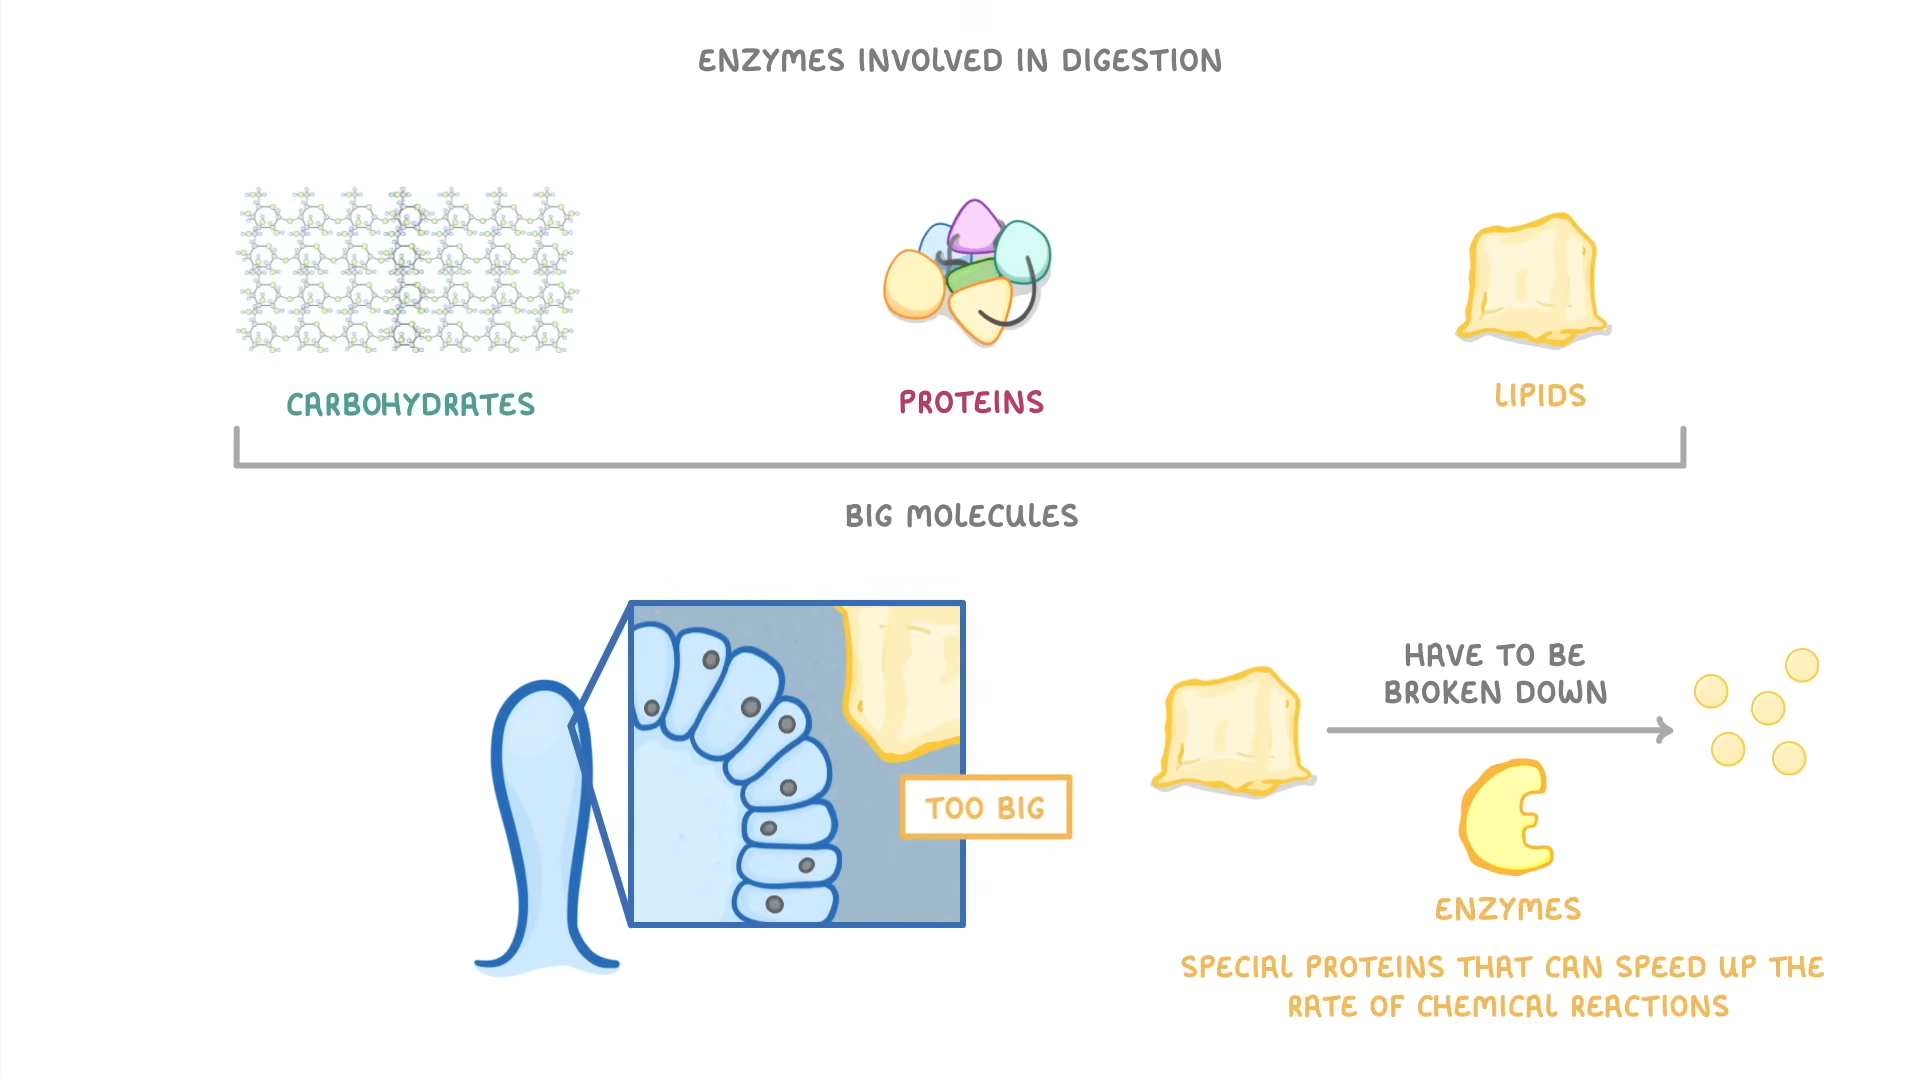 ENZYMES INVOLVED IN DIGESTION
CARBOHYDRATES
PROTEINS
LIPIDS
BIG MOLECULES
TOO BIG
HAVE TO BE
BROKEN DOWN
ENZYMES
SPECIAL PROTEINS THAT CAN SPEED UP THE
RATE OF CHEMICAL REACTIONS